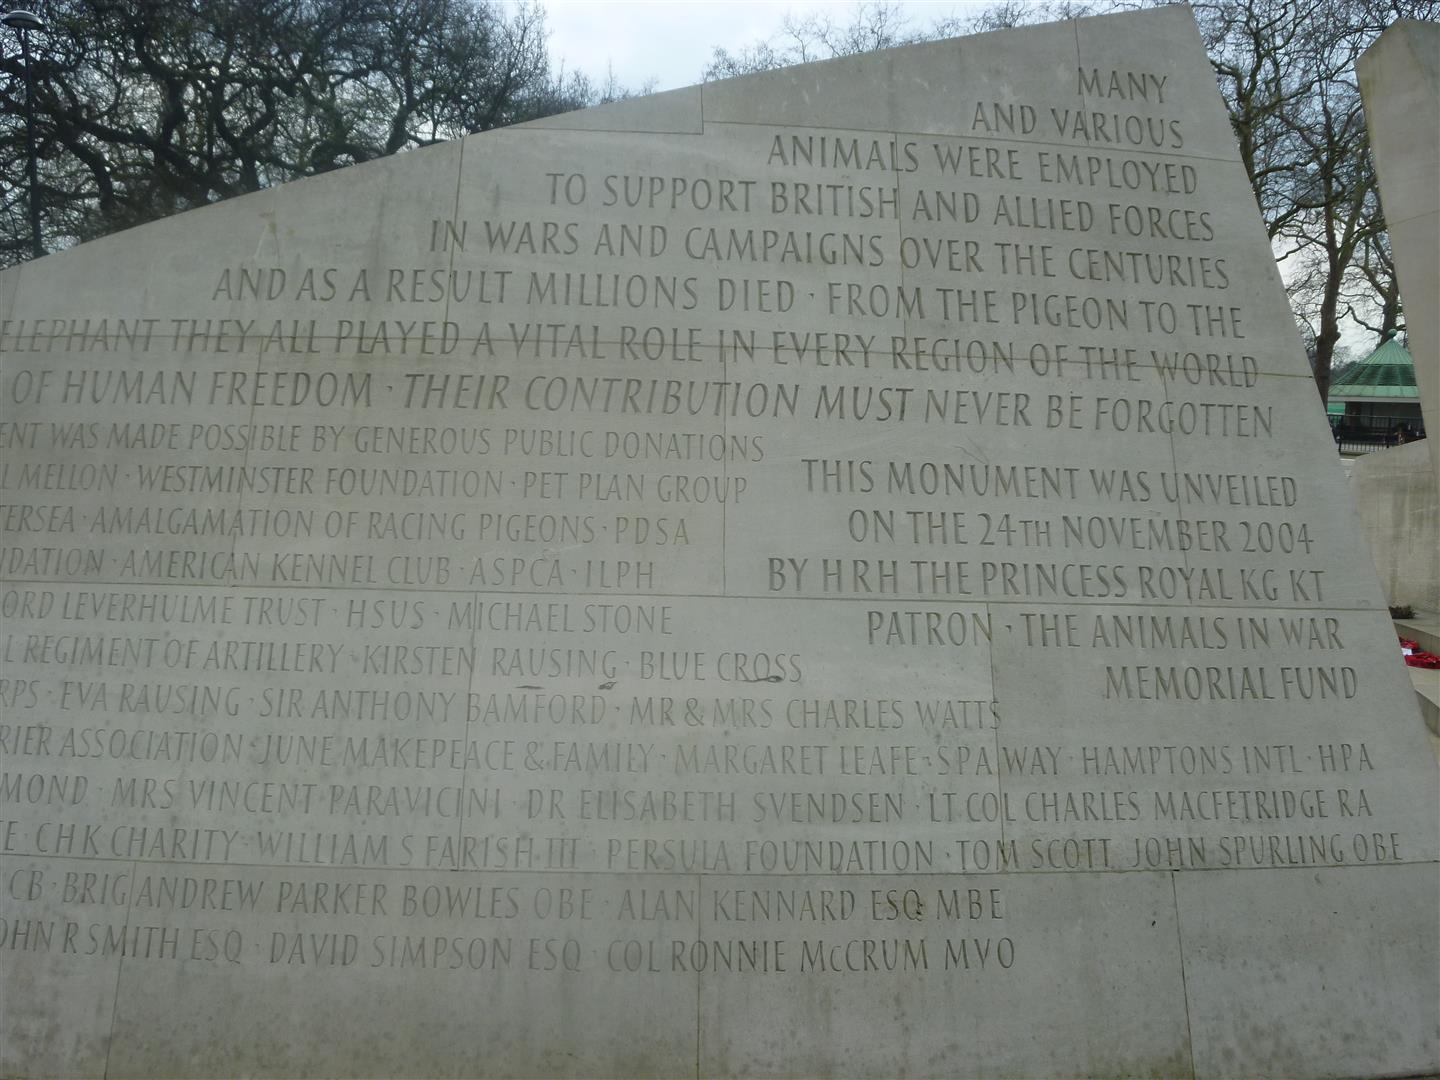 MANY
AND VARIOUS
ANIMALS WERE EMPLOYED
TO SUPPORT BRITISH AND ALLIED FORCES
IN WARS AND CAMPAIGNS OVER THE CENTURIES
AND AS A RESULT MILLIONS DIED · FROM THE PIGEON TO THE
ELEPHANT THEY ALL PLAYED A VITAL ROLE IN EVERY REGION OF THE WORLD
OF HUMAN FREEDOM · THEIR CONTRIBUTION MUST NEVER BE FORGOTTEN
ENT WAS MADE POSSIBLE BY GENEROUS PUBLIC DONATIONS
L MELLON · WESTMINSTER FOUNDATION · PET PLAN GROUP
TERSEA · AMALGAMATION OF RACING PIGEONS · PDSA
NDATION · AMERICAN KENNEL CLUB · ASPCA · ILPH
ORD LEVERHULME TRUST · HSUS · MICHAEL STONE
L REGIMENT OF ARTILLERY · KIRSTEN RAUSING · BLUE CROSS
RPS · EVA RAUSING · SIR ANTHONY BAMFORD · MR & MRS CHARLES WATTS
RIER ASSOCIATION · JUNE MAKEPEACE & FAMILY · MARGARET LEAFE · SPA WAY · HAMPTONS INTL · HPA
MOND · MRS VINCENT PARAVICINI · DR ELISABETH SVENDSEN · LT COL CHARLES MACFETRIDGE RA
E · CHK CHARITY · WILLIAM S FARISH III · PERSULA FOUNDATION · TOM SCOTT · JOHN SPURLING OBE
CB · BRIG ANDREW PARKER BOWLES OBE · ALAN KENNARD ESQ MBE
OHN R SMITH ESQ · DAVID SIMPSON ESQ · COL RONNIE McCRUM MVO
THIS MONUMENT WAS UNVEILED
ON THE 24TH NOVEMBER 2004
BY HRH THE PRINCESS ROYAL KG KT
PATRON · THE ANIMALS IN WAR
MEMORIAL FUND